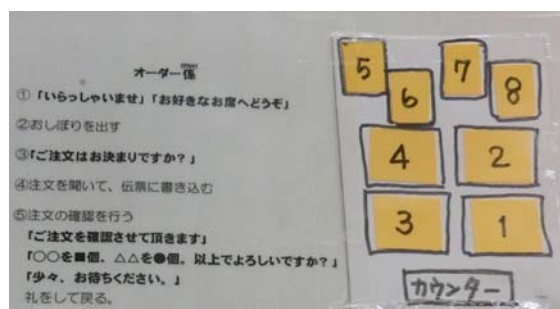 オーダー係
①「いらっしゃいませ」「お好きなお席へどうぞ」
②おしぼりを出す
③「ご注文はお決まりですか？」
④注文を聞いて、伝票に書き込む
⑤注文の確認を行う
「ご注文を確認させて頂きます」
「○○を■個、△△を●個。以上でよろしいですか？」
「少々、お待ちください。」
礼をして戻る。
5
7
6
8
4
2
3
1
カウンター